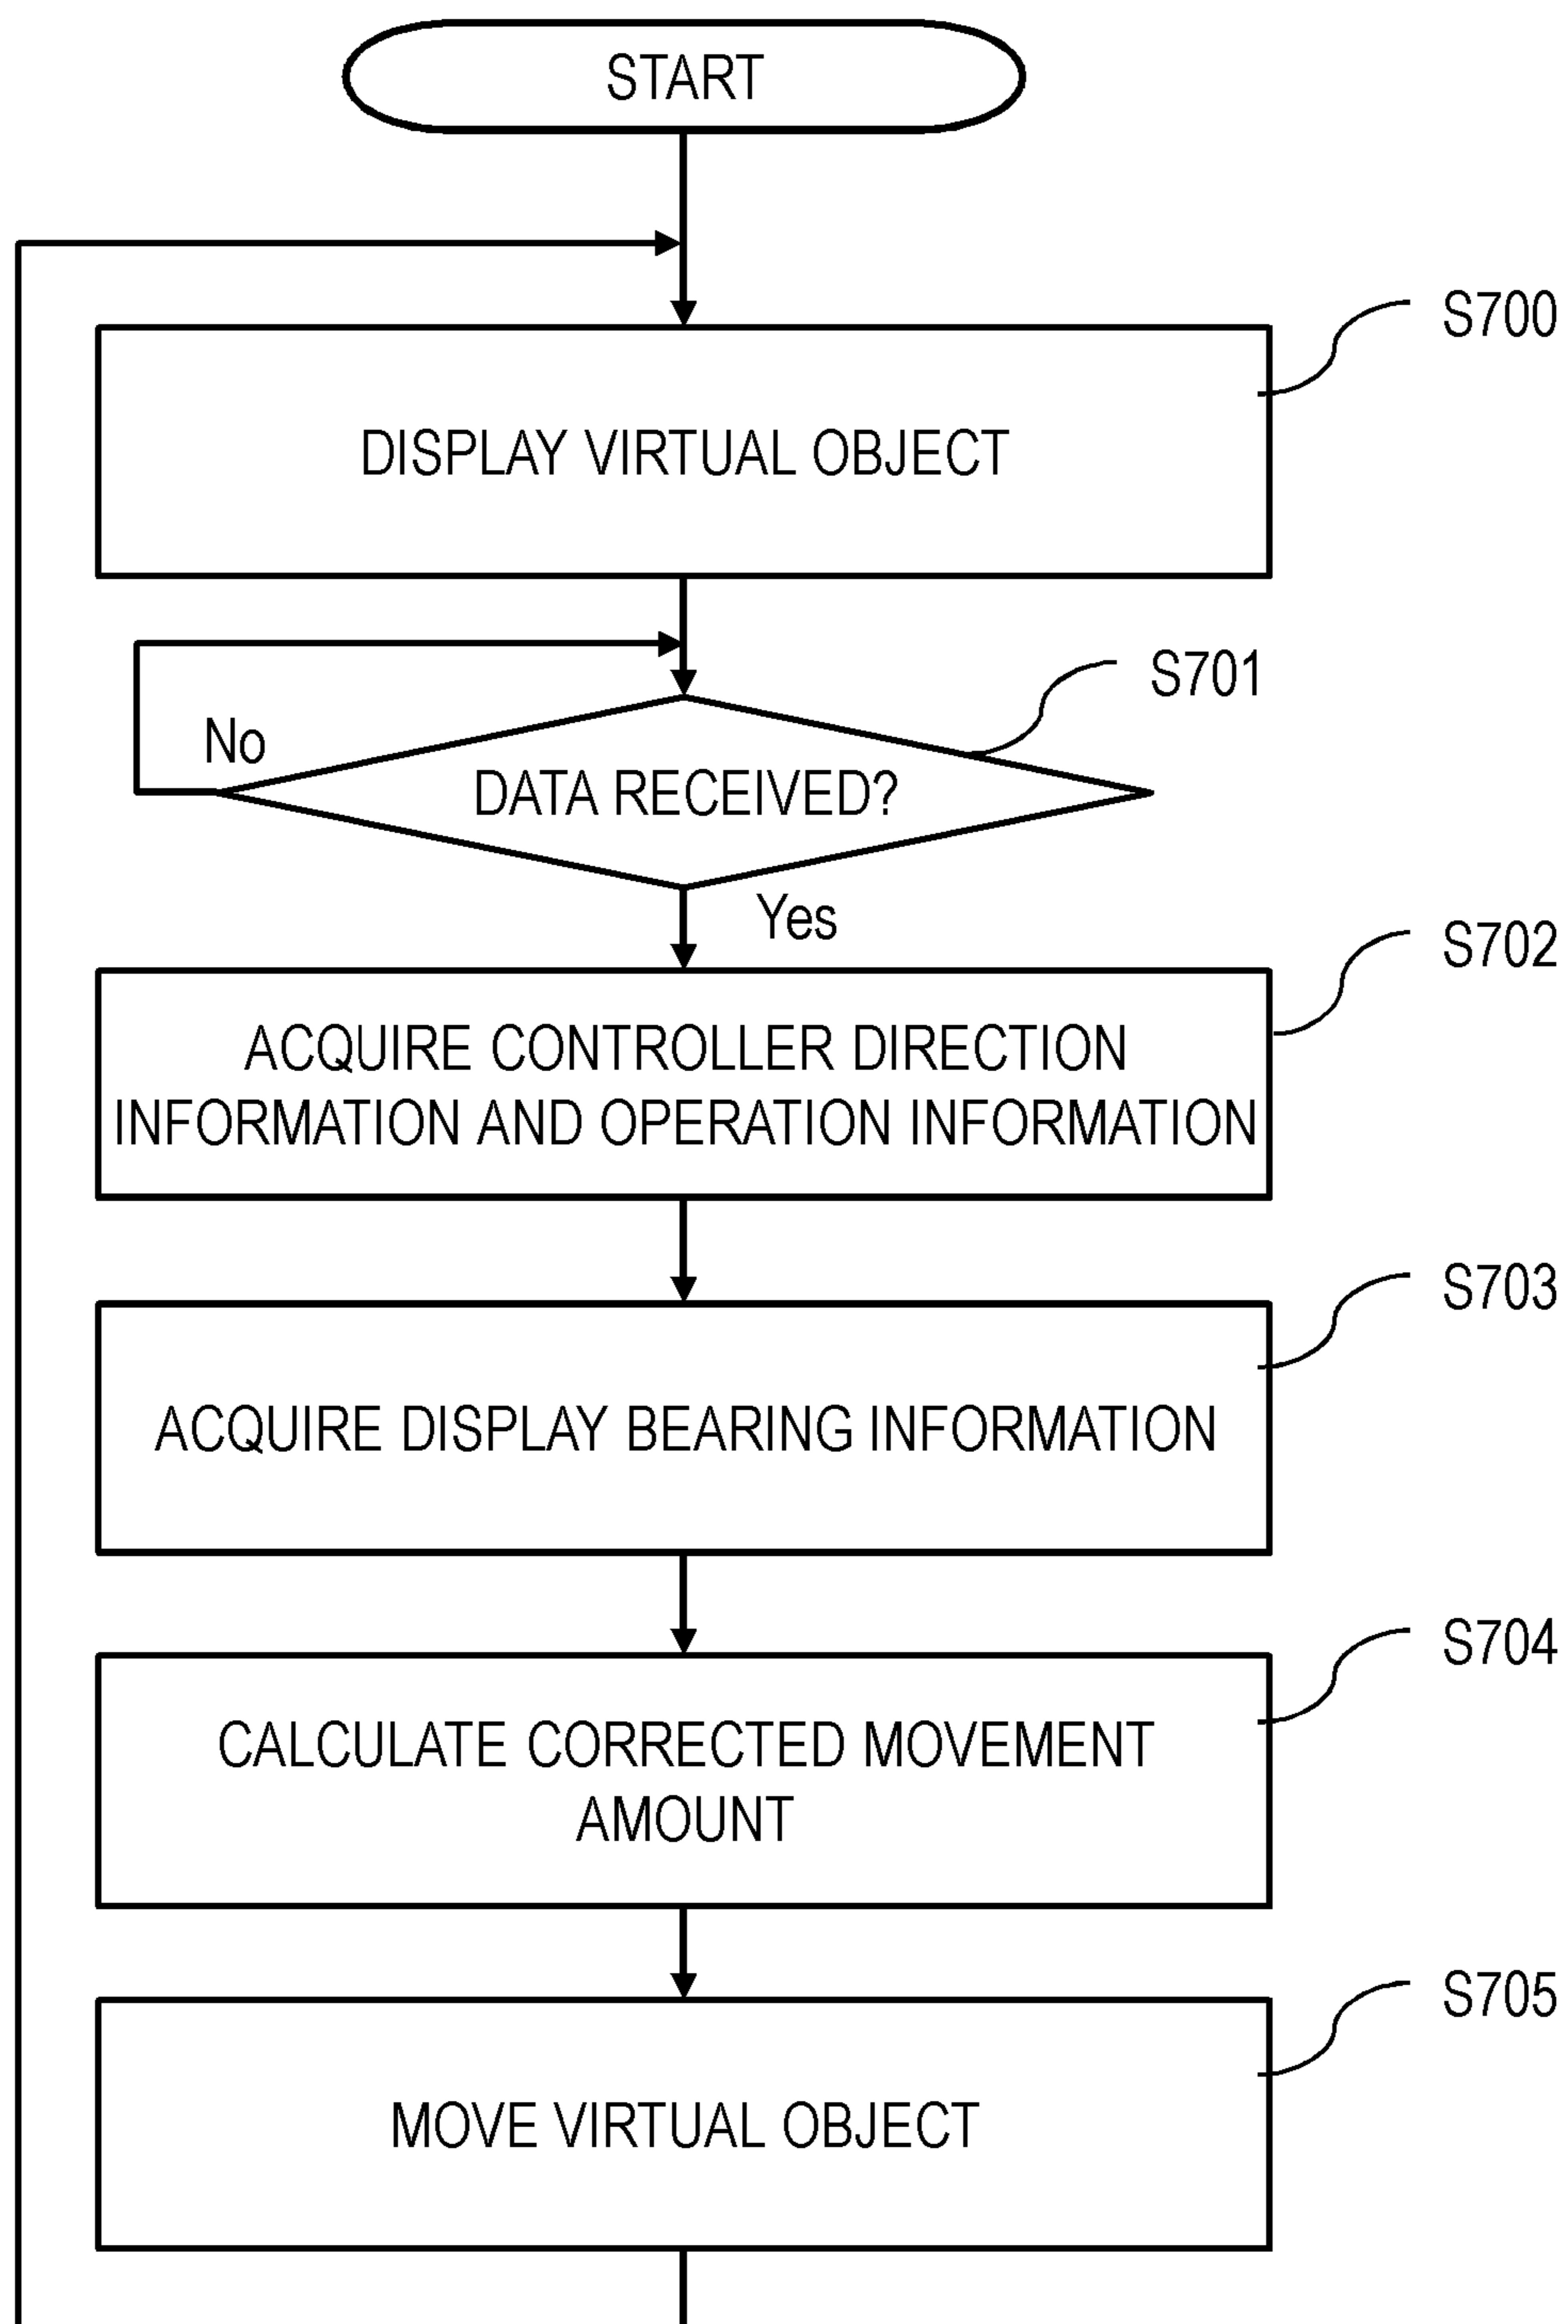 START
S700
DISPLAY VIRTUAL OBJECT
S701
No
DATA RECEIVED?
Yes
S702
ACQUIRE CONTROLLER DIRECTION
INFORMATION AND OPERATION INFORMATION
S703
ACQUIRE DISPLAY BEARING INFORMATION
S704
CALCULATE CORRECTED MOVEMENT
AMOUNT
S705
MOVE VIRTUAL OBJECT